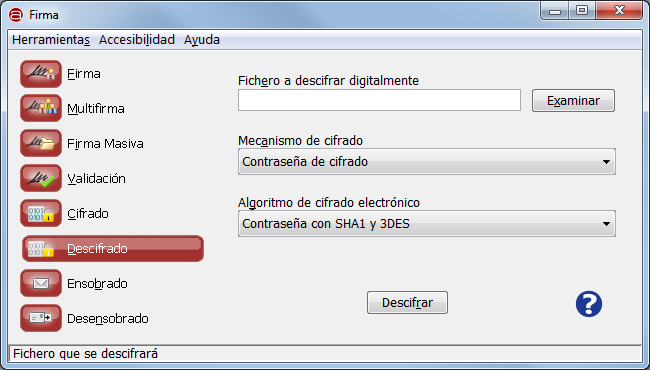 Firma
Herramientas Accesibilidad Ayuda
Firma
Multifirma
Firma Masiva
Validación
Cifrado
Descifrado
Ensobrado
Desensobrado
Fichero a descifrar digitalmente
Examinar
Mecanismo de cifrado
Contraseña de cifrado
Algoritmo de cifrado electrónico
Contraseña con SHA1 y 3DES
Descifrar
?
Fichero que se descifrará